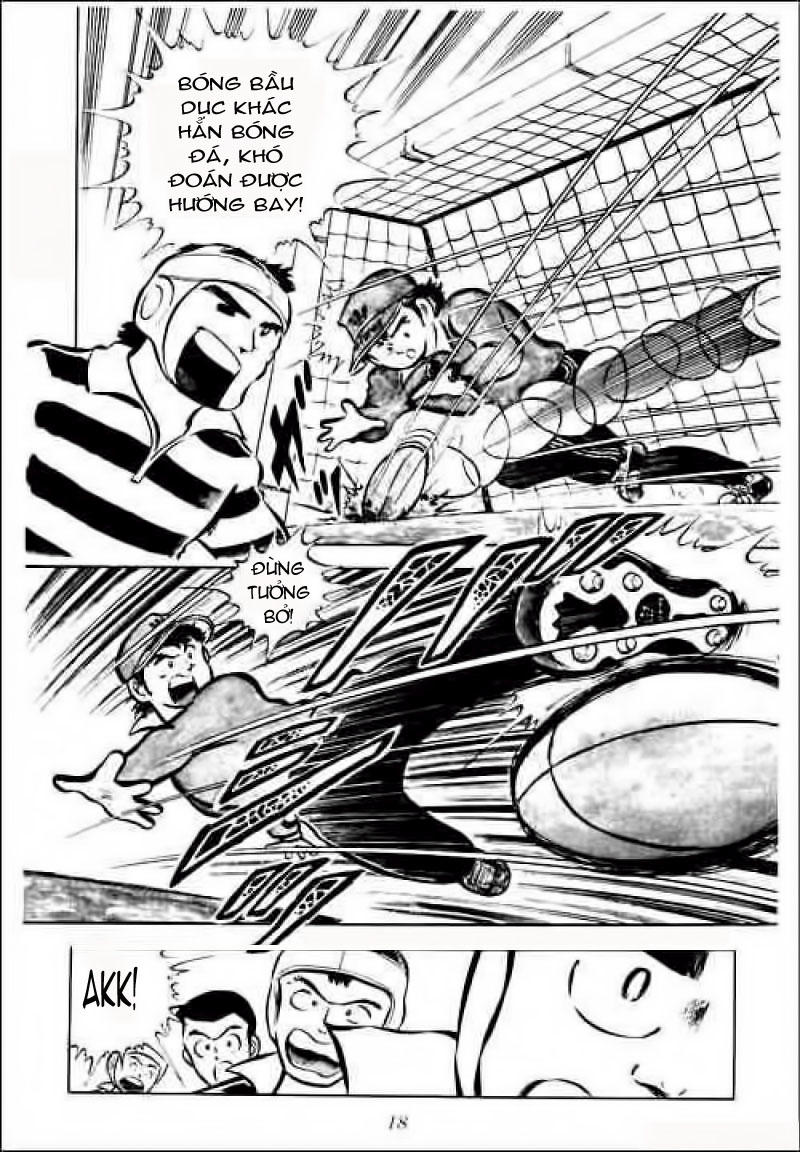 BÓNG BẦU
DỤC KHÁC
HẲN BÓNG
ĐÁ, KHÓ
ĐOÁN ĐƯỢC
HƯỚNG BAY!
ĐỪNG
TƯỞNG
BỞ!
AKK!
18